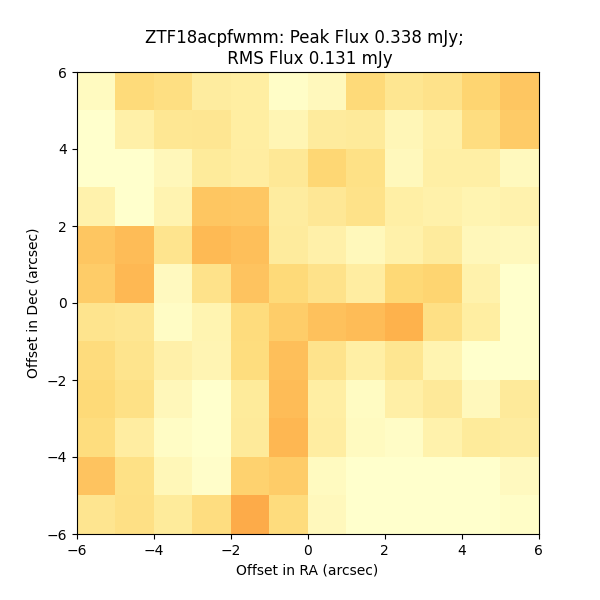 ZTF18acpfwmm: Peak Flux 0.338 mJy;
RMS Flux 0.131 mJy
6
4
2
0
−2
−4
−6
Offset in Dec (arcsec)
−6 −4 −2 0 2 4 6
Offset in RA (arcsec)